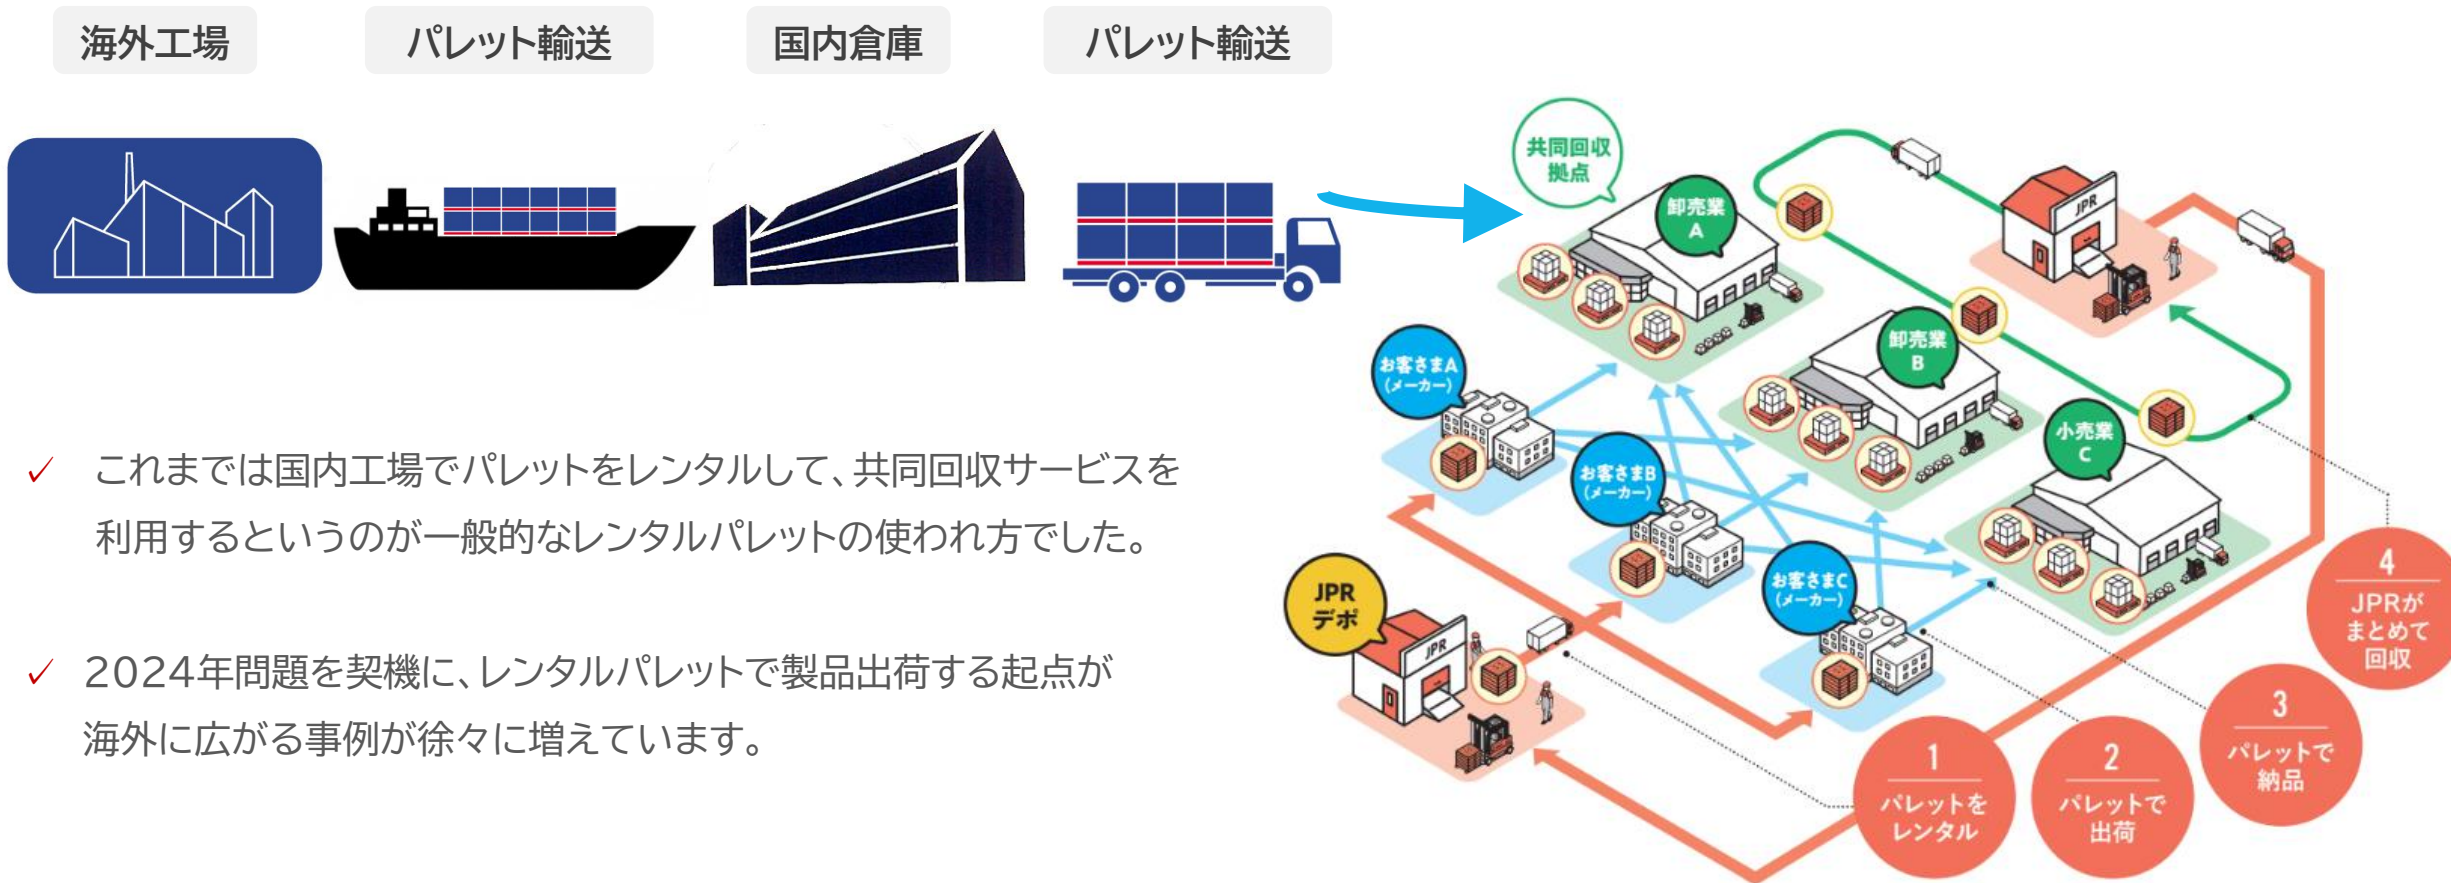 海外工場
パレット輸送
国内倉庫
パレット輸送
✓ これまでは国内工場でパレットをレンタルして、共同回収サービスを
利用するというのが一般的なレンタルパレットの使われ方でした。
✓ 2024年問題を契機に、レンタルパレットで製品出荷する起点が
海外に広がる事例が徐々に増えています。
共同回収
拠点
卸売業
A
JPR
卸売業
B
お客さまA
(メーカー)
小売業
C
お客さまB
(メーカー)
お客さまC
(メーカー)
JPR
デポ
JPR
1
パレットを
レンタル
2
パレットで
出荷
3
パレットで
納品
4
JPRが
まとめて
回収